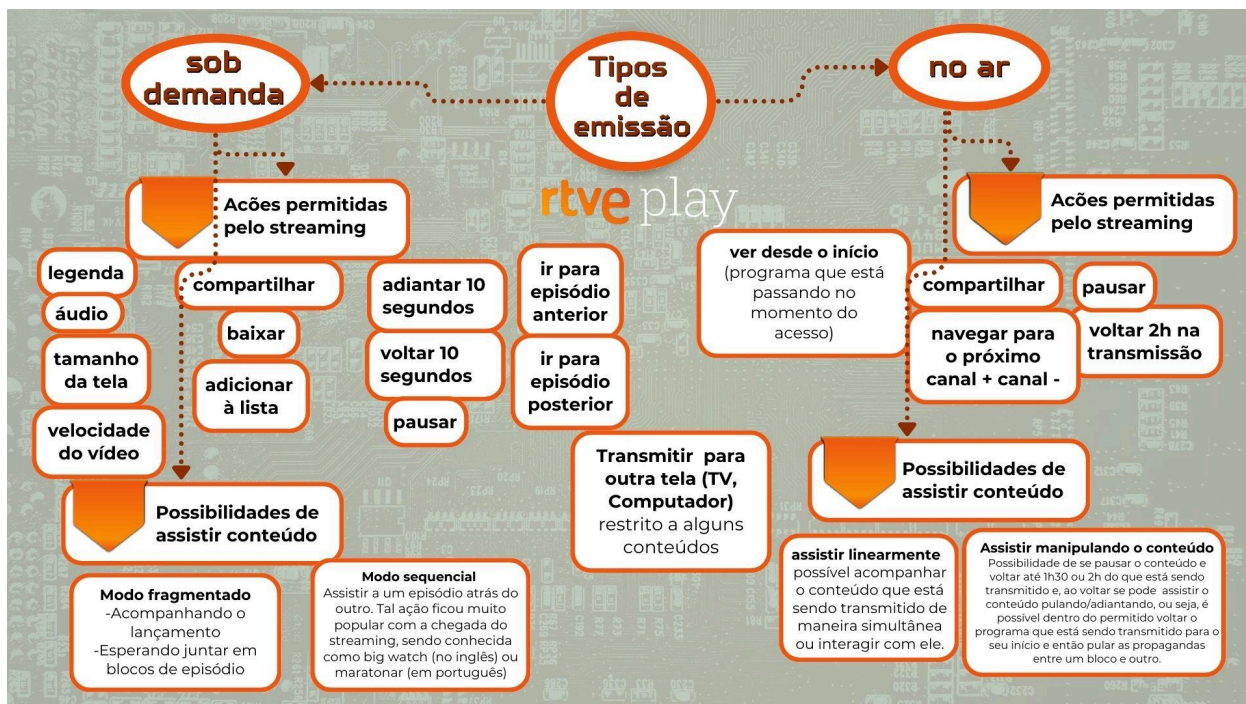 Tipos
de
emissão
rtve play
sob
demanda
Acões permitidas
pelo streaming
legenda
áudio
tamanho
da tela
velocidade
do vídeo
compartilhar
baixar
adicionar
à lista
adiantar 10
segundos
voltar 10
segundos
pausar
ir para
episódio
anterior
ir para
episódio
posterior
Possibilidades de
assistir conteúdo
Modo fragmentado
-Acompanhando o
lançamento
-Esperando juntar em
blocos de episódio
Modo sequencial
Assistir a um episódio atrás do
outro. Tal ação ficou muito
popular com a chegada do
streaming, sendo conhecida
como big watch (no inglês) ou
maratonar (em português)
Transmitir para
outra tela (TV,
Computador)
restrito a alguns
conteúdos
no ar
Acões permitidas
pelo streaming
ver desde o início
(programa que está
passando no
momento do
acesso)
compartilhar
navegar para
o próximo
canal + canal -
pausar
voltar 2h na
transmissão
Possibilidades de
assistir conteúdo
assistir linearmente
possível acompanhar
o conteúdo que está
sendo transmitido de
maneira simultânea
ou interagir com ele.
Assistir manipulando o conteúdo
Possibilidade de se pausar o conteúdo e
voltar até 1h30 ou 2h do que está sendo
transmitido e, ao voltar se pode assistir o
conteúdo pulando/adiantando, ou seja, é
possível dentro do permitido voltar o
programa que está sendo transmitido para o
seu início e então pular as propagandas
entre um bloco e outro.